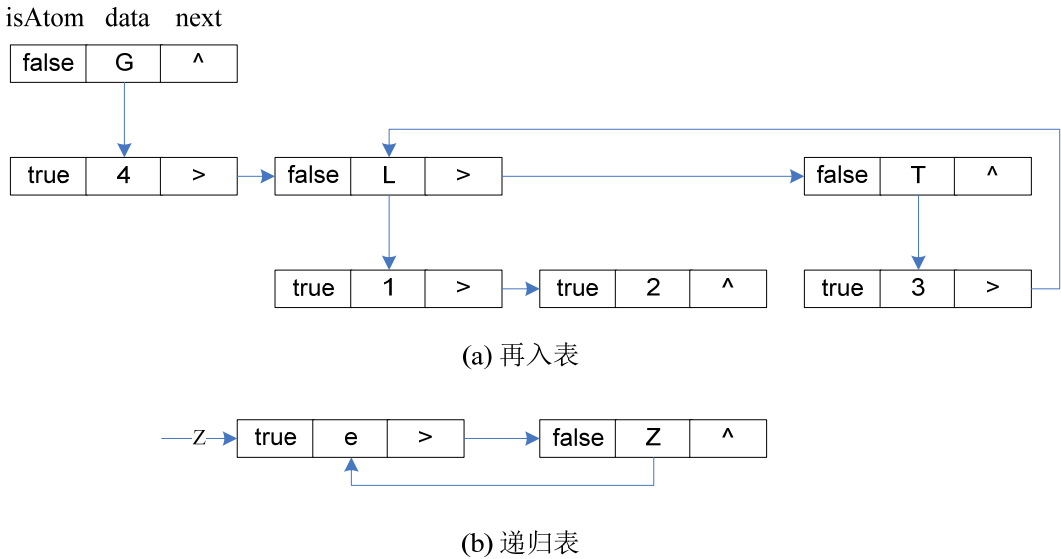 isAtom data next
false G ^
true 4 > false L > false T ^
true 1 > true 2 ^ true 3 >
(a) 再入表
Z true e > false Z ^
(b) 递归表